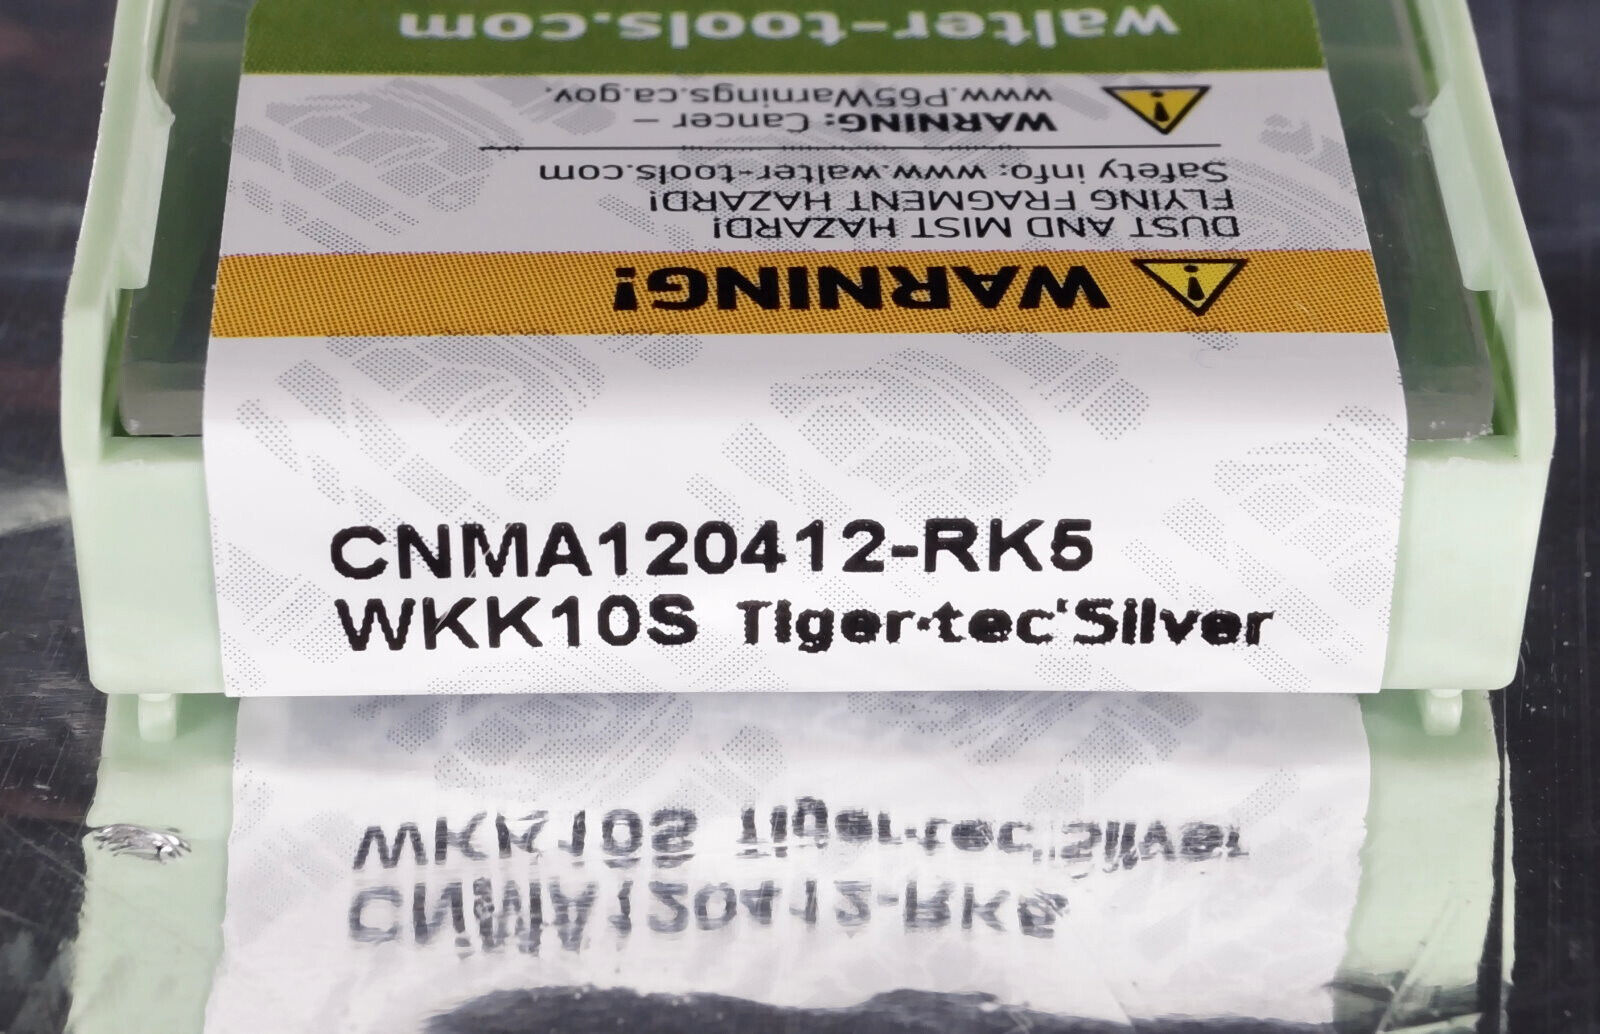 walter-tools.com
WARNING: Cancer –
www.P65Warnings.ca.gov.
WARNING!
DUST AND MIST HAZARD!
FLYING FRAGMENT HAZARD!
Safety info: www.walter-tools.com
CNMA120412-RK5
WKK10S Tiger·tec®Silver